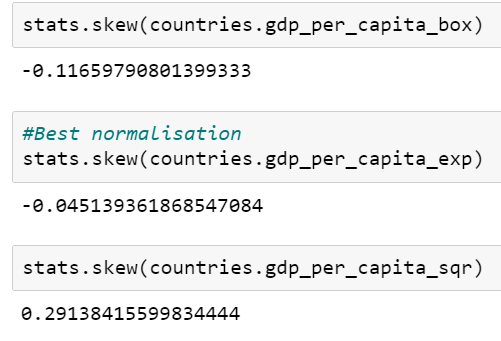 stats.skew(countries.gdp_per_capita_box)
-0.11659790801399333
#Best normalisation
stats.skew(countries.gdp_per_capita_exp)
-0.045139361868547084
stats.skew(countries.gdp_per_capita_sqr)
0.29138415599834444